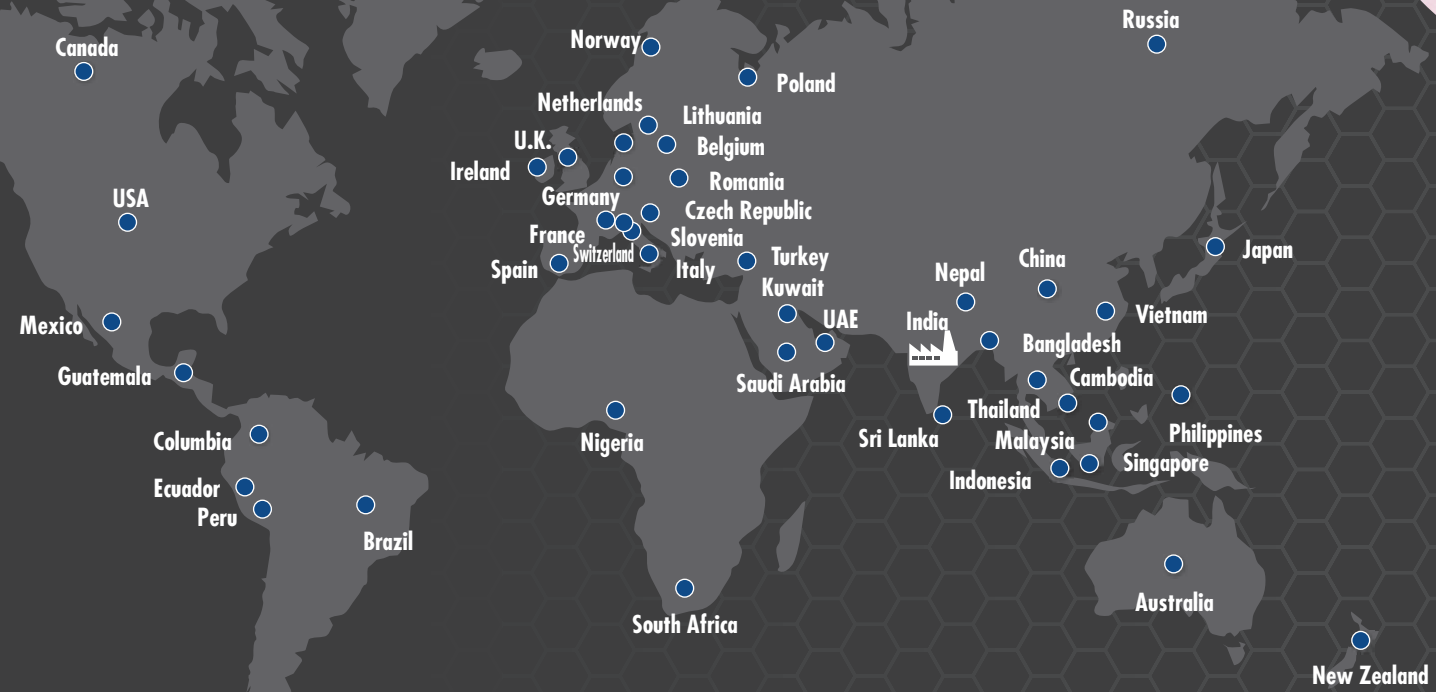 Russia
Canada
Norway
Poland
Netherlands
Lithuania
U.K.
Belgium
Ireland
Romania
USA
Germany
Czech Republic
France
Slovenia
Switzerland
Spain
Italy
Turkey
Japan
China
Nepal
Kuwait
UAE
India
Vietnam
Mexico
Bangladesh
Guatemala
Saudi Arabia
Cambodia
Thailand
Columbia
Nigeria
Sri Lanka
Malaysia
Philippines
Singapore
Indonesia
Ecuador
Peru
Brazil
Australia
South Africa
New Zealand